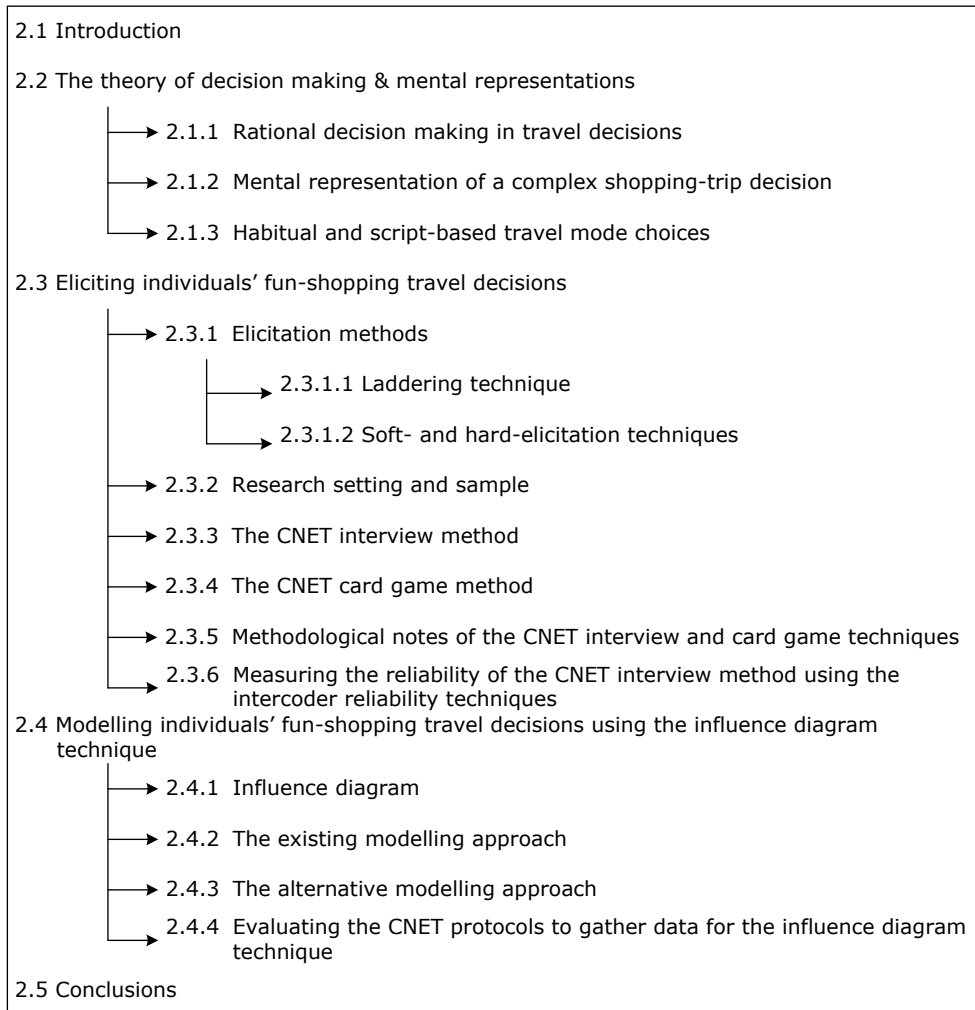 2.1 Introduction
2.2 The theory of decision making & mental representations
2.1.1 Rational decision making in travel decisions
2.1.2 Mental representation of a complex shopping-trip decision
2.1.3 Habitual and script-based travel mode choices
2.3 Eliciting individuals’ fun-shopping travel decisions
2.3.1 Elicitation methods
2.3.1.1 Laddering technique
2.3.1.2 Soft- and hard-elicitation techniques
2.3.2 Research setting and sample
2.3.3 The CNET interview method
2.3.4 The CNET card game method
2.3.5 Methodological notes of the CNET interview and card game techniques
2.3.6 Measuring the reliability of the CNET interview method using the
intercoder reliability techniques
2.4 Modelling individuals’ fun-shopping travel decisions using the influence diagram
technique
2.4.1 Influence diagram
2.4.2 The existing modelling approach
2.4.3 The alternative modelling approach
2.4.4 Evaluating the CNET protocols to gather data for the influence diagram
technique
2.5 Conclusions